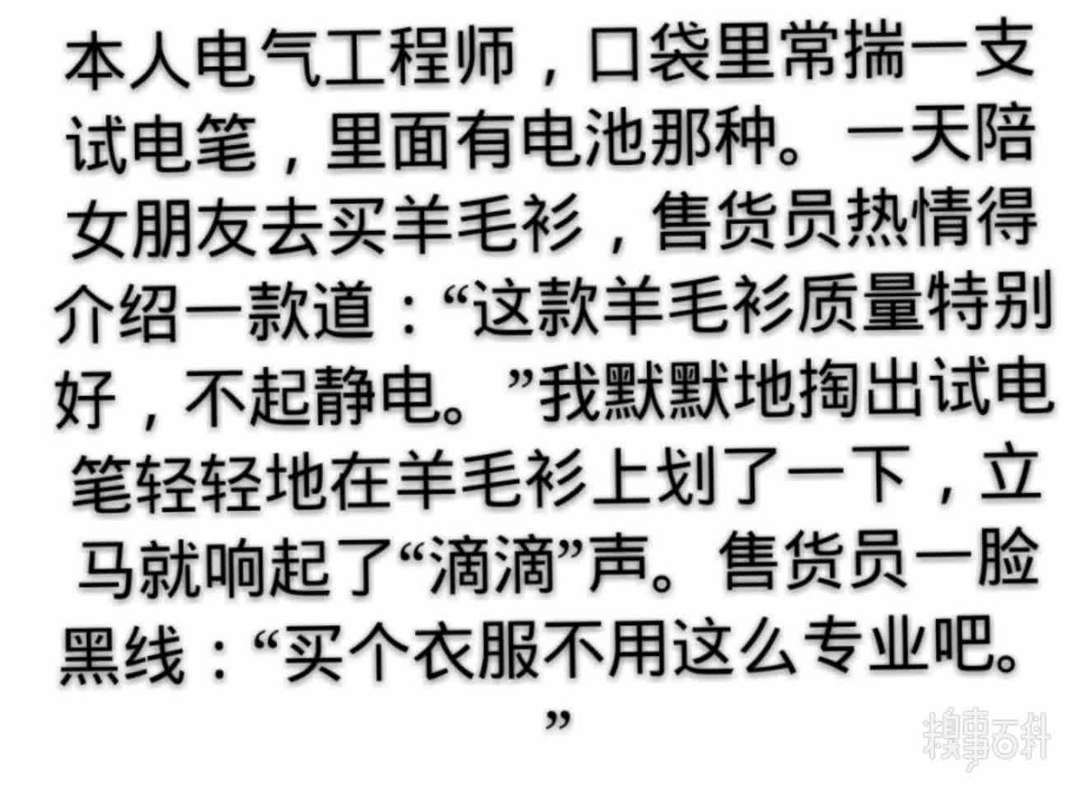 本人电气工程师，口袋里常揣一支
试电笔，里面有电池那种。一天陪
女朋友去买羊毛衫，售货员热情得
介绍一款道：“这款羊毛衫质量特别
好，不起静电。”我默默地掏出试电
笔轻轻地在羊毛衫上划了一下，立
马就响起了“滴滴”声。售货员一脸
黑线：“买个衣服不用这么专业吧。
”
糗事百科